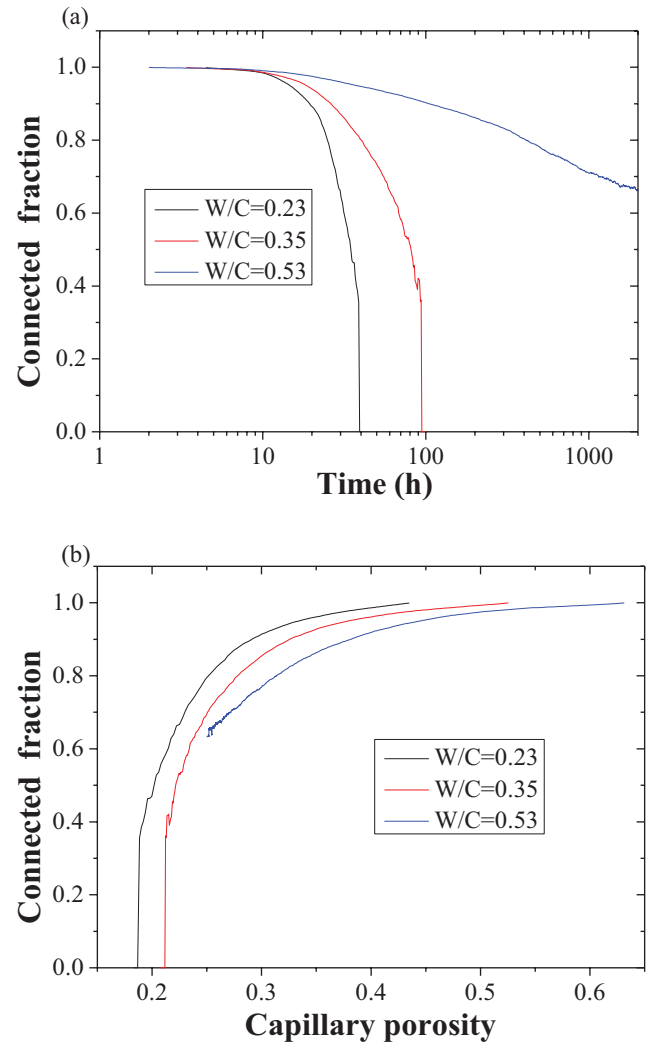 (a)
1.0
0.8
0.6
0.4
0.2
0.0
Connected fraction
W/C=0.23
W/C=0.35
W/C=0.53
1
10
100
1000
Time (h)
(b)
1.0
0.8
0.6
0.4
0.2
0.0
Connected fraction
W/C=0.23
W/C=0.35
W/C=0.53
0.2
0.3
0.4
0.5
0.6
Capillary porosity